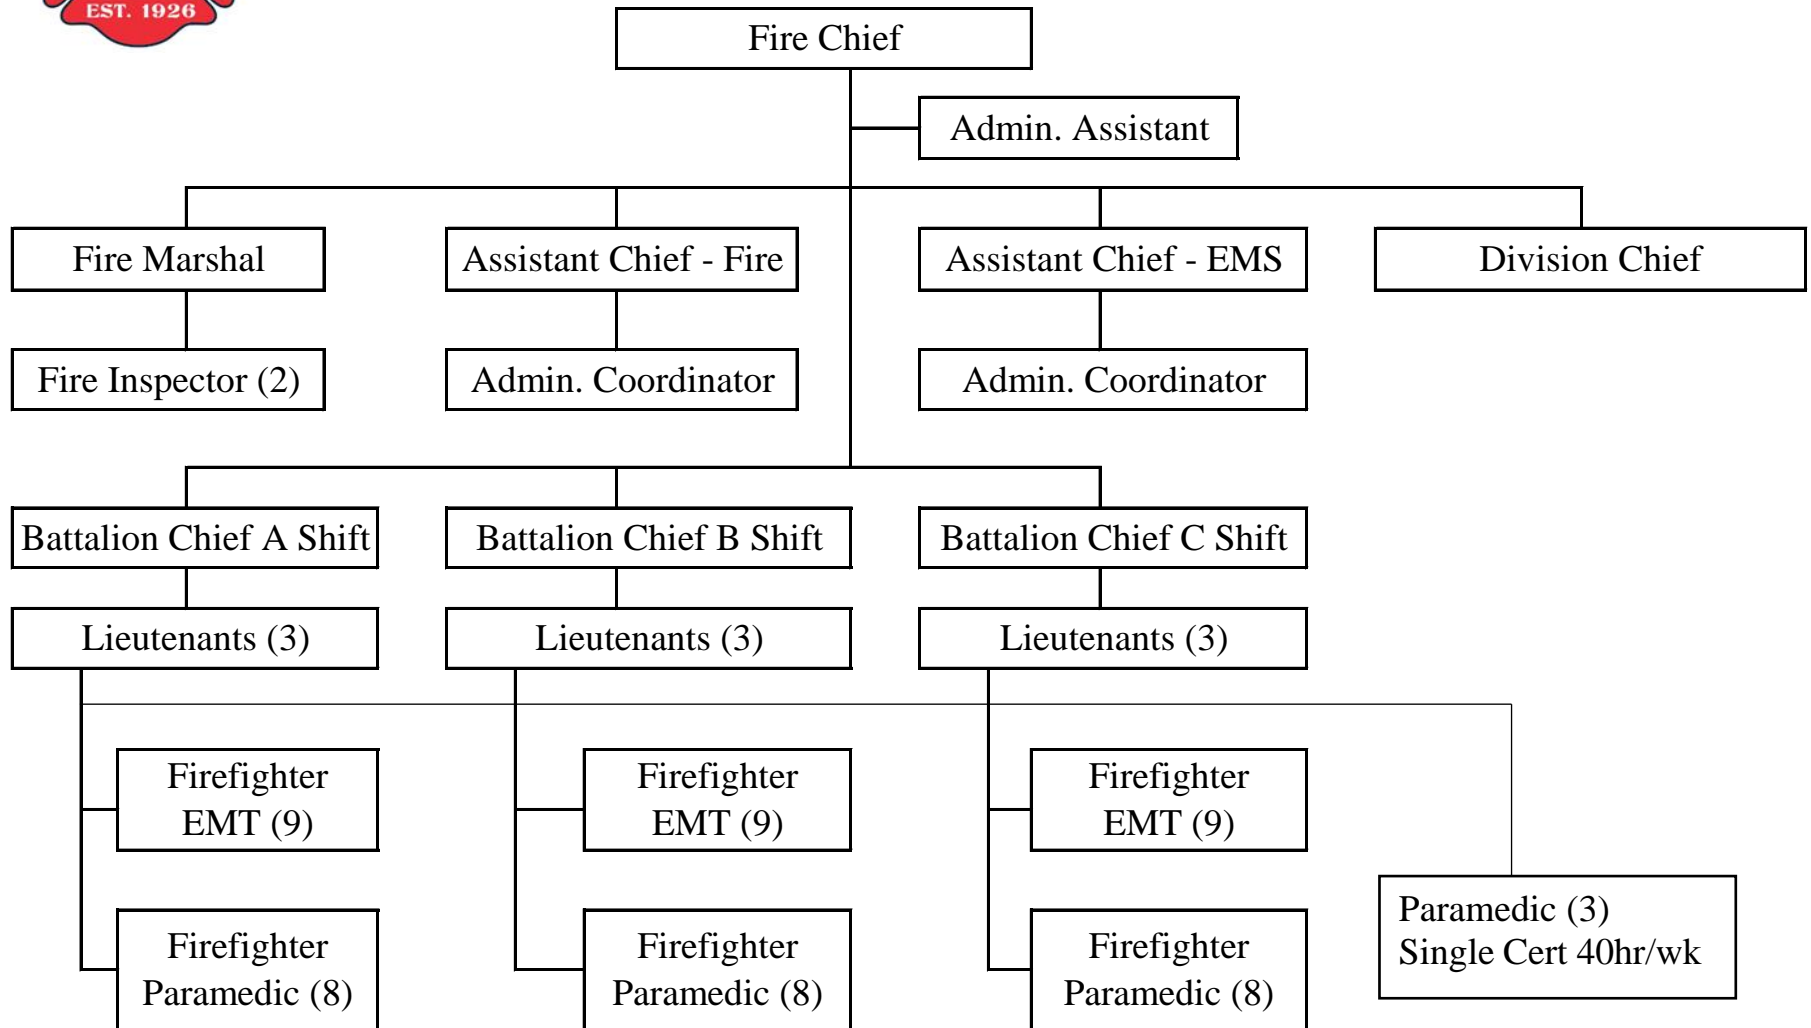 EST. 1926
Fire Chief
Admin. Assistant
Fire Marshal
Assistant Chief - Fire
Assistant Chief - EMS
Division Chief
Fire Inspector (2)
Admin. Coordinator
Admin. Coordinator
Battalion Chief A Shift
Battalion Chief B Shift
Battalion Chief C Shift
Lieutenants (3)
Lieutenants (3)
Lieutenants (3)
Firefighter
EMT (9)
Firefighter
EMT (9)
Firefighter
EMT (9)
Firefighter
Paramedic (8)
Firefighter
Paramedic (8)
Firefighter
Paramedic (8)
Paramedic (3)
Single Cert 40hr/wk